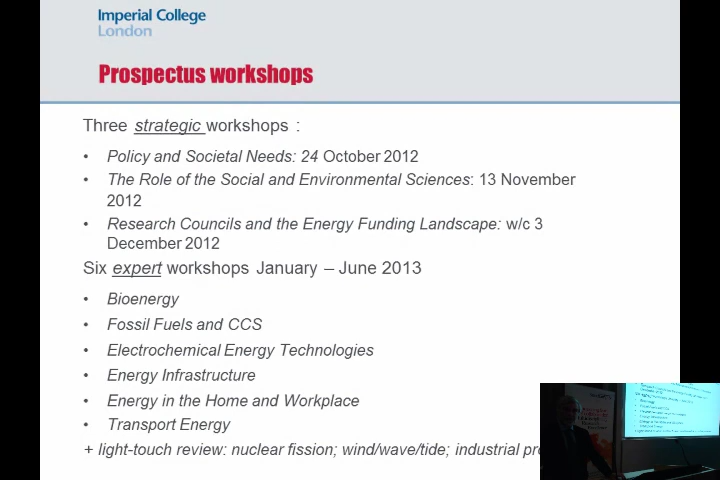 Imperial College
London
Prospectus workshops
Three strategic workshops :
• Policy and Societal Needs: 24 October 2012
• The Role of the Social and Environmental Sciences: 13 November
2012
• Research Councils and the Energy Funding Landscape: w/c 3
December 2012
Six expert workshops January – June 2013
• Bioenergy
• Fossil Fuels and CCS
• Electrochemical Energy Technologies
• Energy Infrastructure
• Energy in the Home and Workplace
• Transport Energy
+ light-touch review: nuclear fission; wind/wave/tide; industrial